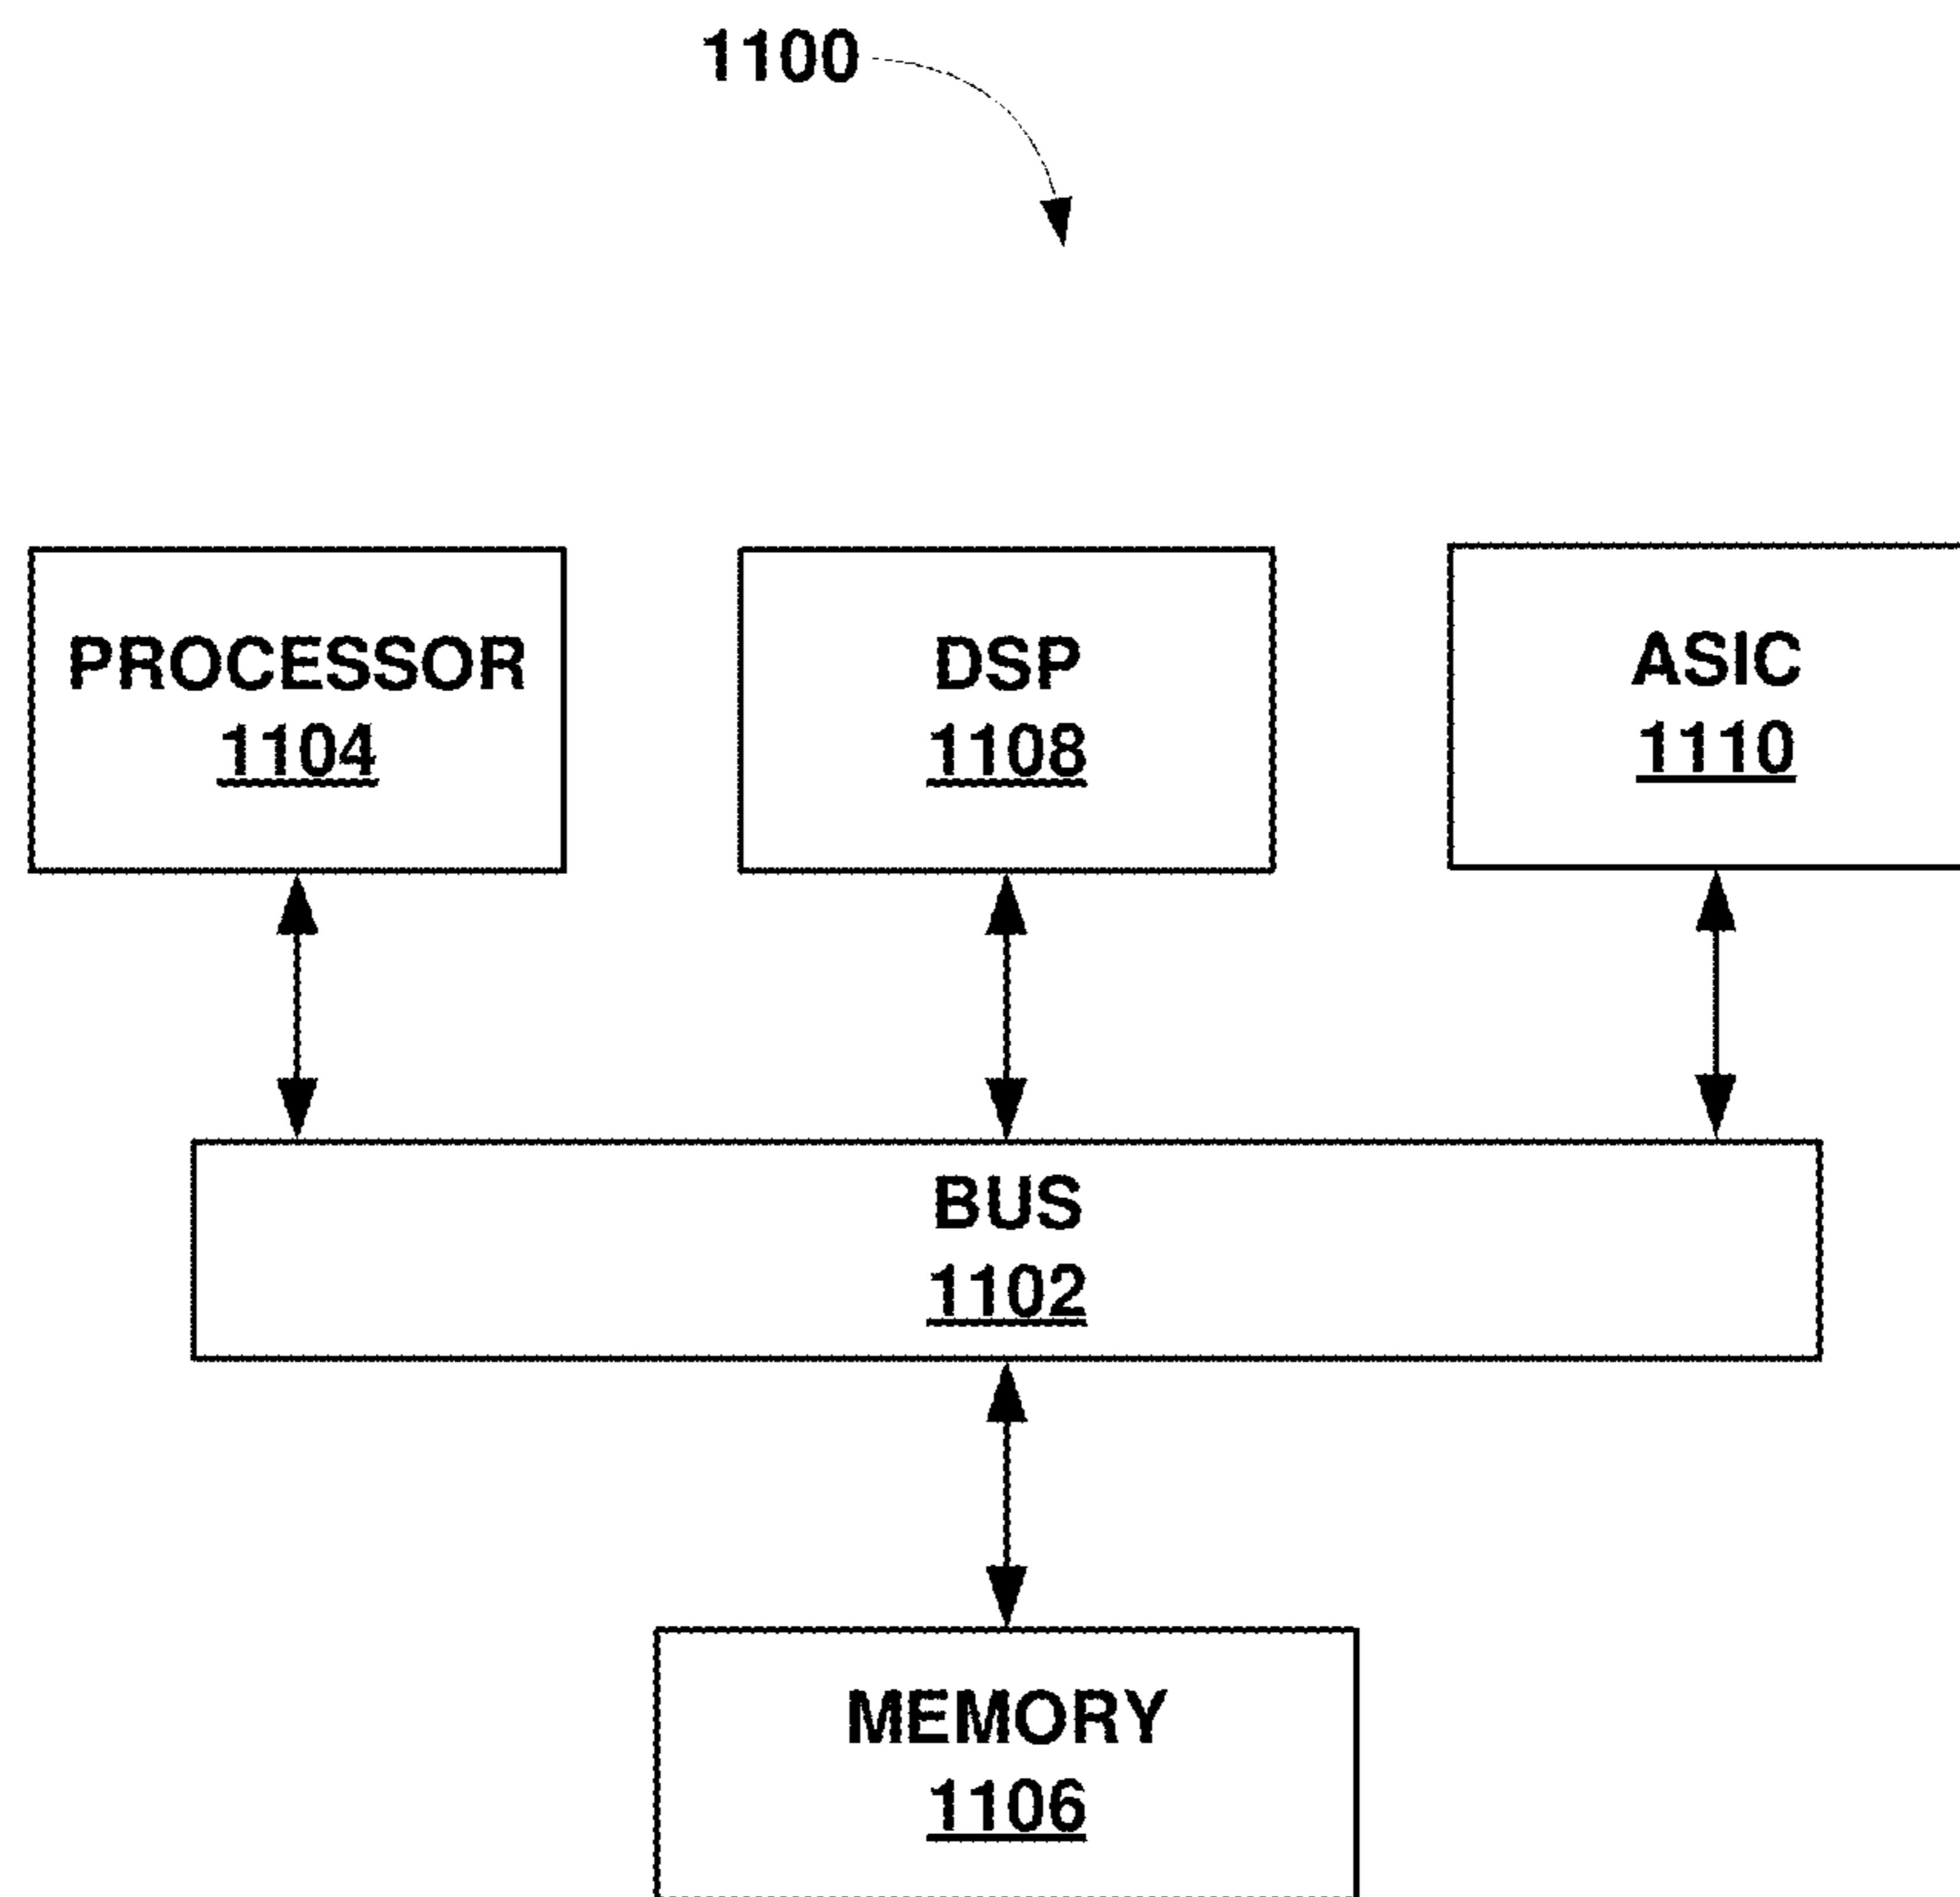 1100
PROCESSOR
1104
DSP
1108
ASIC
1110
BUS
1102
MEMORY
1106